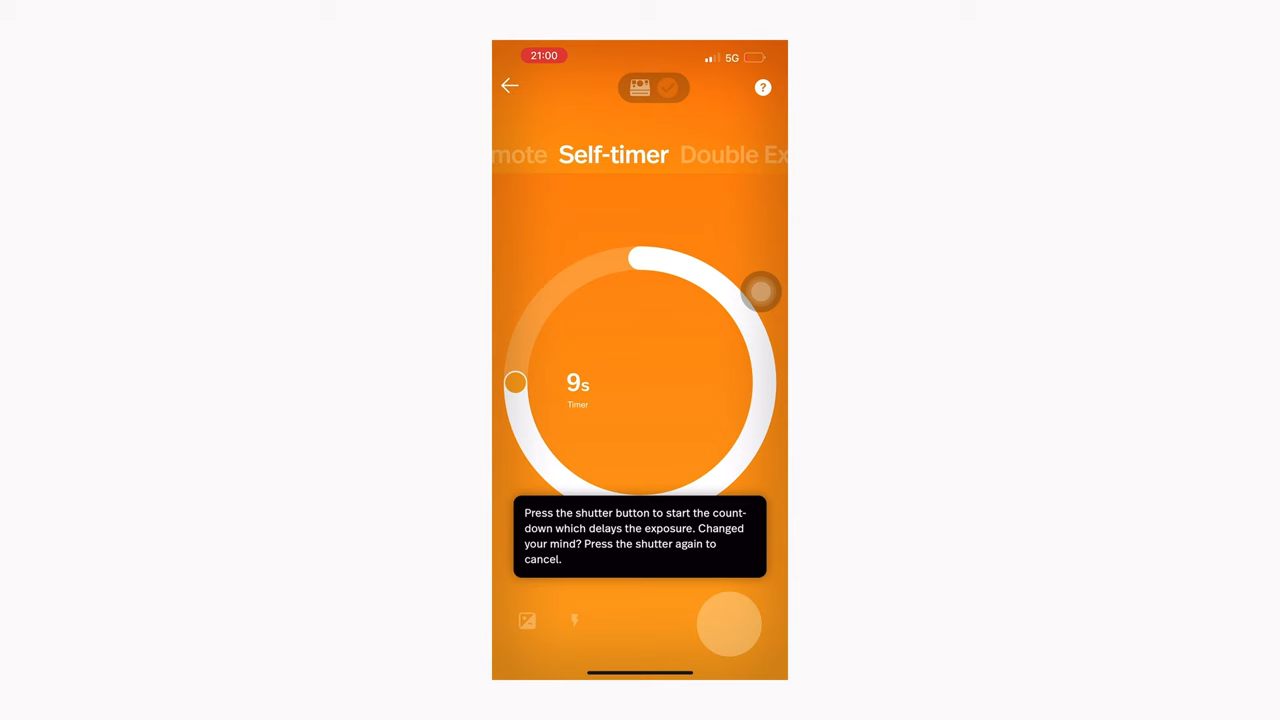 21:00
5G
?
mote Self-timer Double Ex
9s
Timer
Press the shutter button to start the count-
down which delays the exposure. Changed
your mind? Press the shutter again to
cancel.